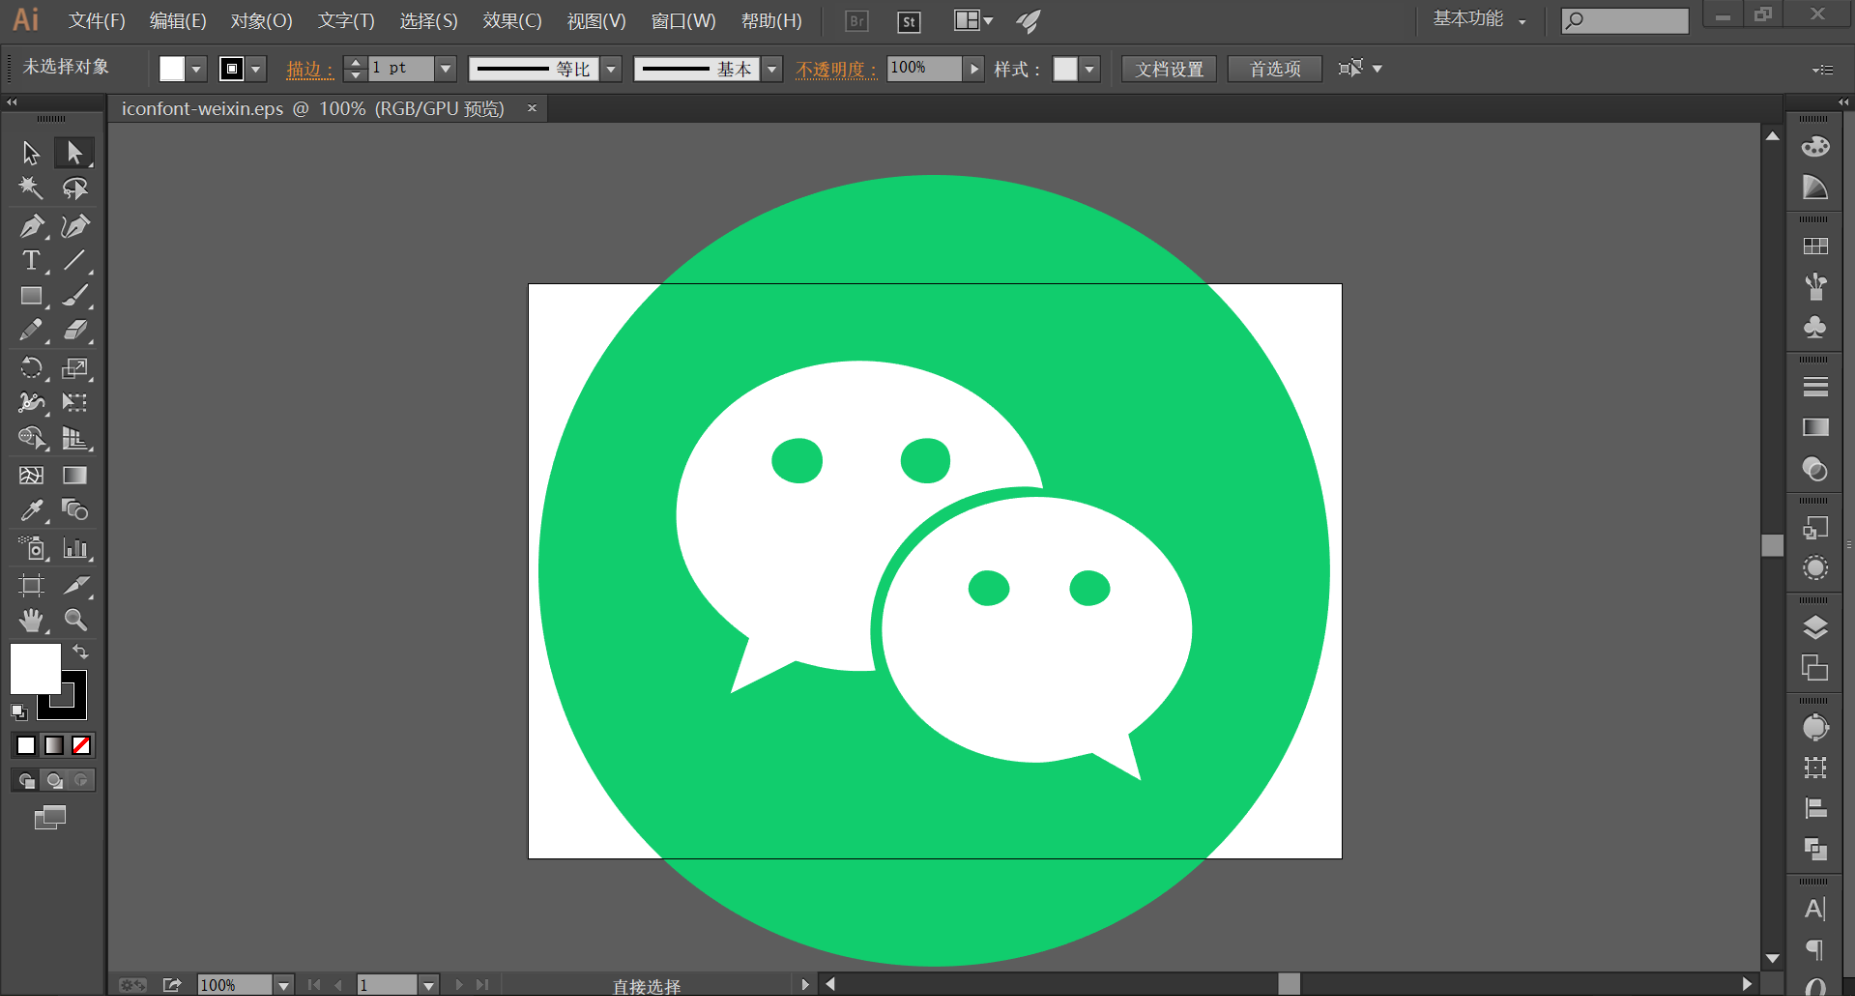 Ai 文件(F) 编辑(E) 对象(O) 文字(T) 选择(S) 效果(C) 视图(V) 窗口(W) 帮助(H) Br St 基本功能
未选择对象 描边： 1 pt 等比 基本 不透明度： 100% 样式： 文档设置 首选项
iconfont-weixin.eps @ 100% (RGB/GPU 预览) ×
100% 1 直接选择